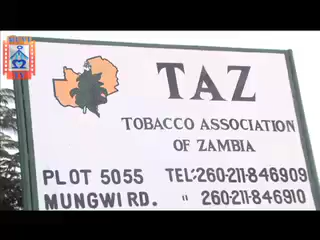 TAZ
TOBACCO ASSOCIATION
OF ZAMBIA
PLOT 5055 TEL:260-211-846909
MUNGWI RD. " 260-211-846910